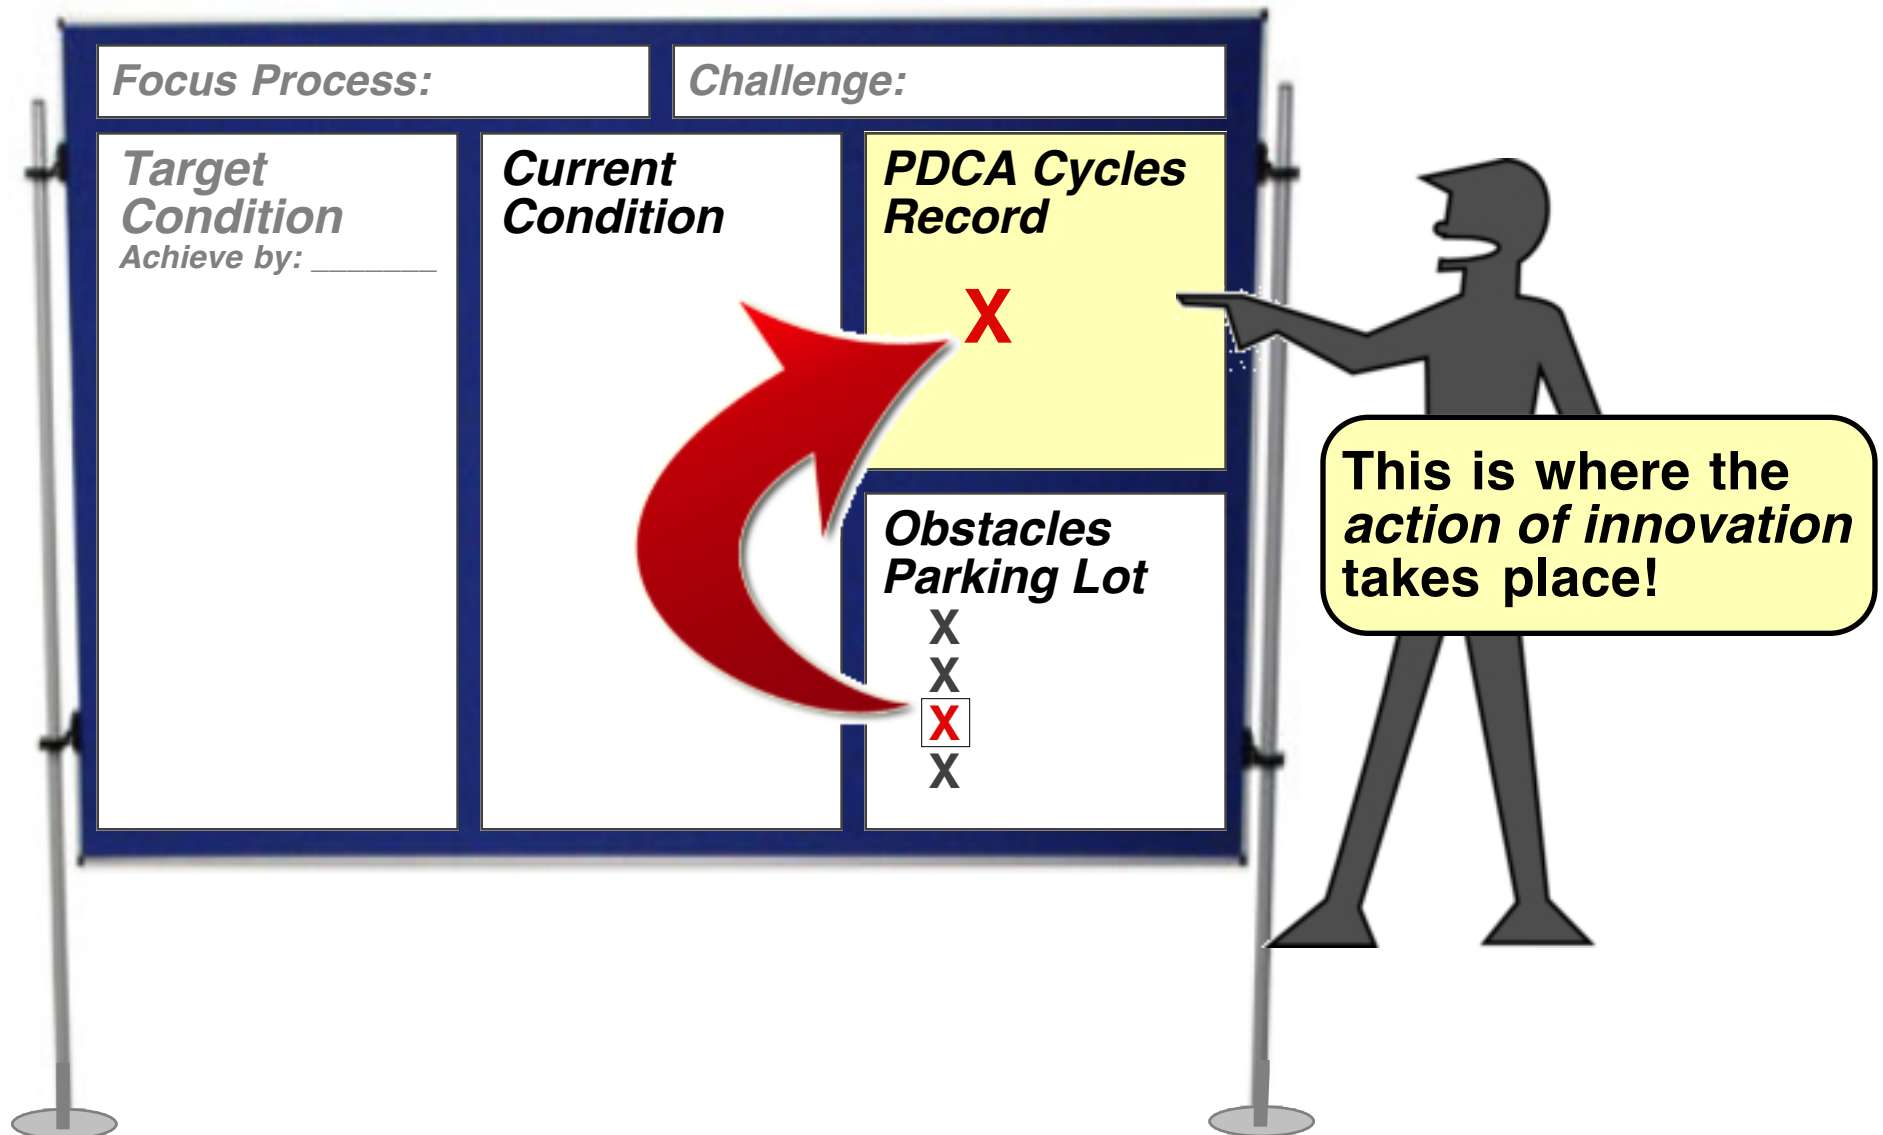 Focus Process:
Challenge:
Target
Condition
Achieve by: _______
Current
Condition
PDCA Cycles
Record
X
Obstacles
Parking Lot
X
X
X
X
This is where the
action of innovation
takes place!